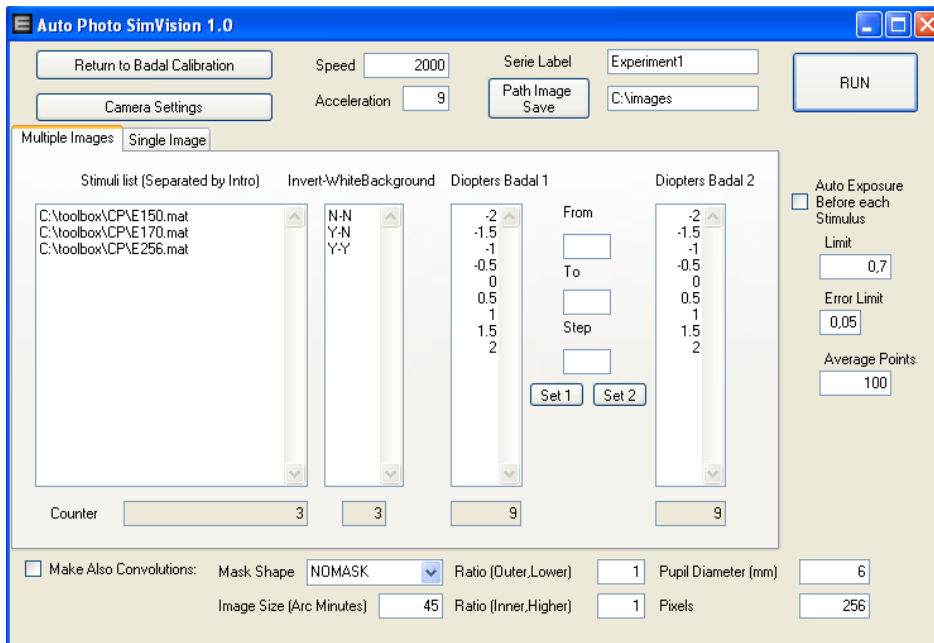 Auto Photo SimVision 1.0
Return to Badal Calibration
Speed 2000
Serie Label Experiment1
RUN
Camera Settings
Acceleration 9
Path Image
Save
C:\images
Multiple Images
Single Image
Stimuli list (Separated by Intro)
Invert-WhiteBackground
Diopters Badal 1
Diopters Badal 2
C:\toolbox\CP\E150.mat
C:\toolbox\CP\E170.mat
C:\toolbox\CP\E256.mat
N-N
Y-N
Y-Y
-2
-1.5
-1
-0.5
0
0.5
1
1.5
2
From
To
Step
Set 1
Set 2
-2
-1.5
-1
-0.5
0
0.5
1
1.5
2
Counter 3 3 9 9
Auto Exposure
Before each
Stimulus
Limit
0,7
Error Limit
0,05
Average Points
100
Make Also Convolutions: Mask Shape NOMASK Ratio (Outer,Lower) 1 Pupil Diameter (mm) 6
Image Size (Arc Minutes) 45 Ratio (Inner,Higher) 1 Pixels 256